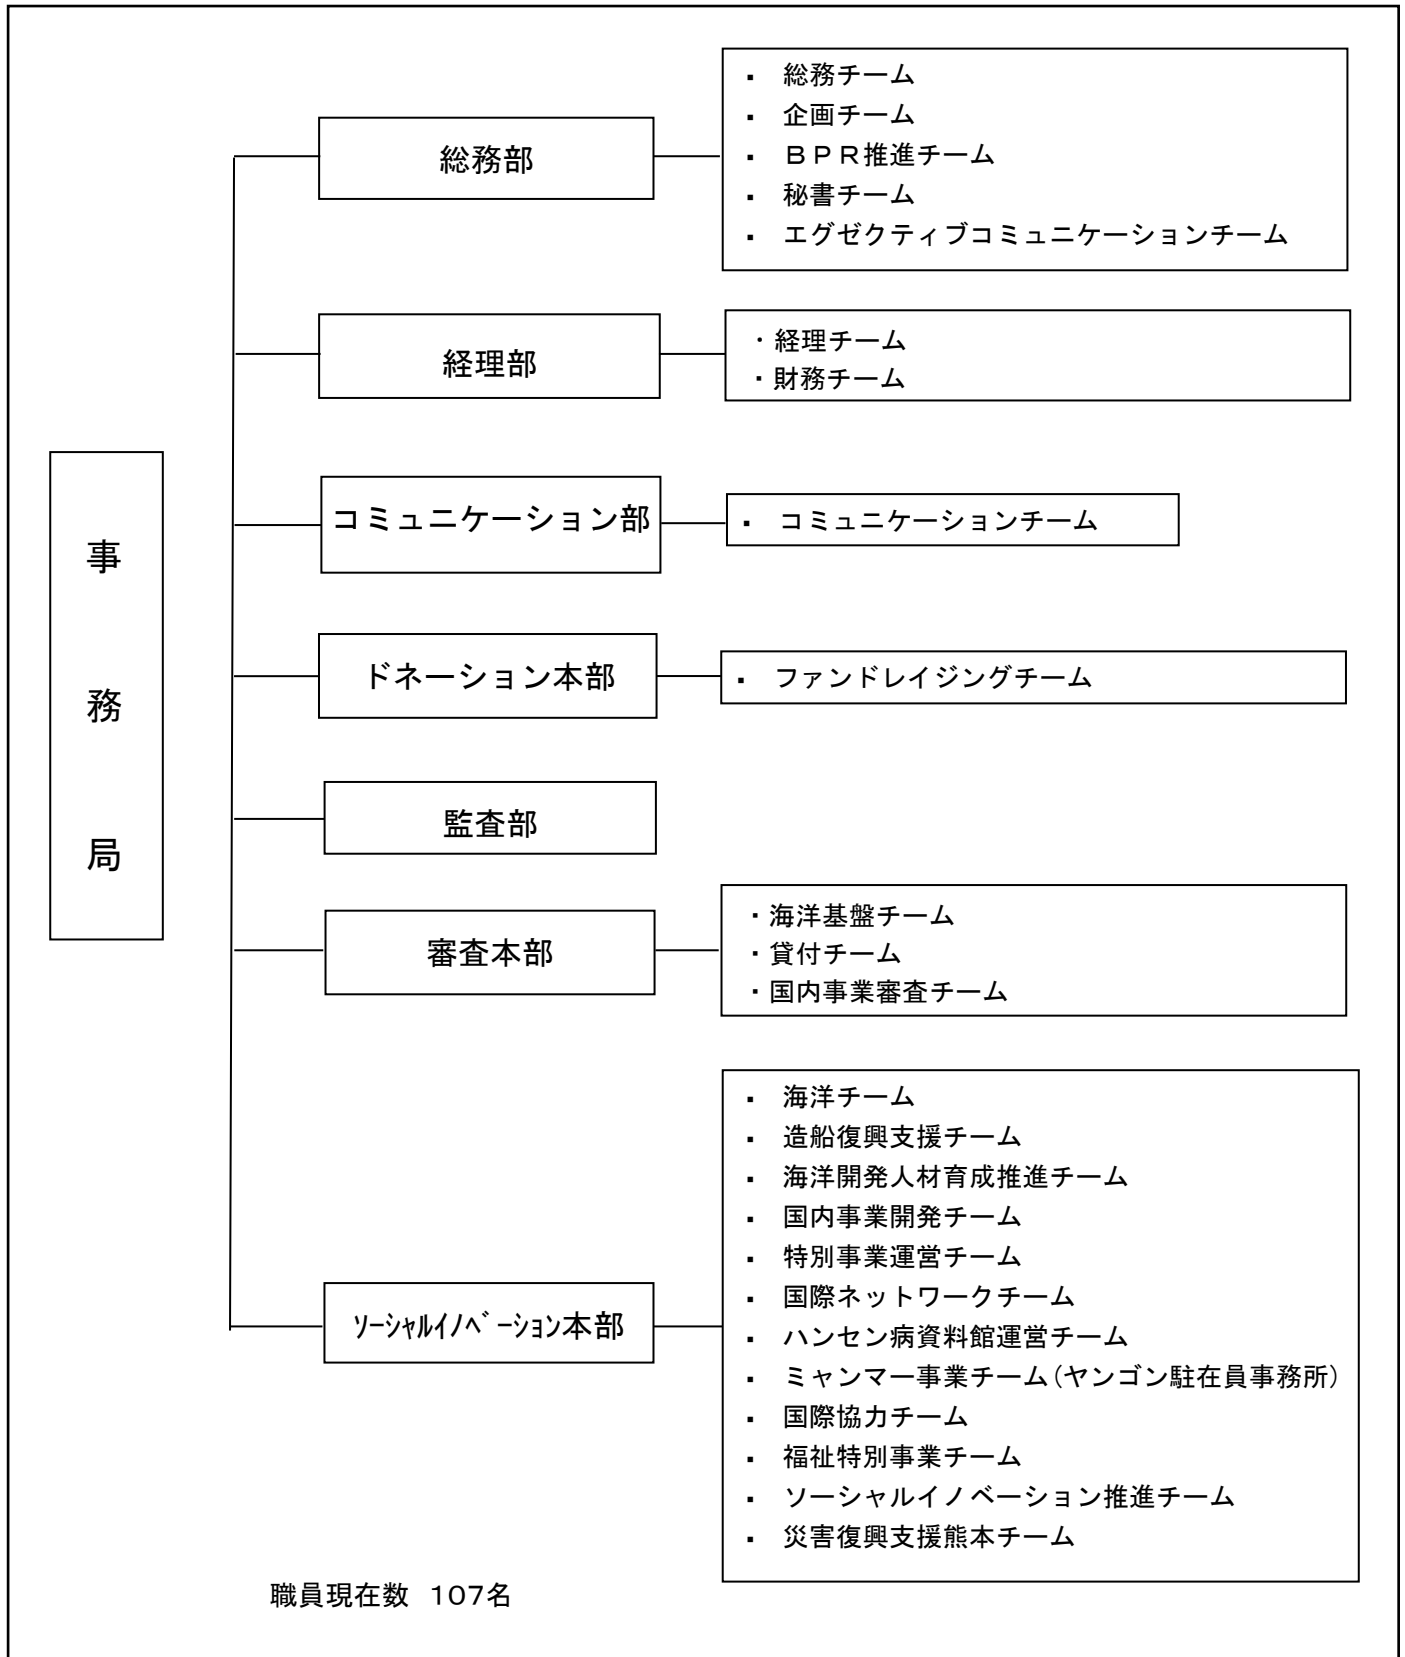 事務局
総務部
・ 総務チーム
・ 企画チーム
・ BPR推進チーム
・ 秘書チーム
・ エグゼクティブコミュニケーションチーム
経理部
・経理チーム
・財務チーム
コミュニケーション部
・ コミュニケーションチーム
ドネーション本部
・ ファンドレイジングチーム
監査部
審査本部
・海洋基盤チーム
・貸付チーム
・国内事業審査チーム
ソーシャルイノベーション本部
・ 海洋チーム
・ 造船復興支援チーム
・ 海洋開発人材育成推進チーム
・ 国内事業開発チーム
・ 特別事業運営チーム
・ 国際ネットワークチーム
・ ハンセン病資料館運営チーム
・ ミャンマー事業チーム(ヤンゴン駐在員事務所)
・ 国際協力チーム
・ 福祉特別事業チーム
・ ソーシャルイノベーション推進チーム
・ 災害復興支援熊本チーム
職員現在数 107名